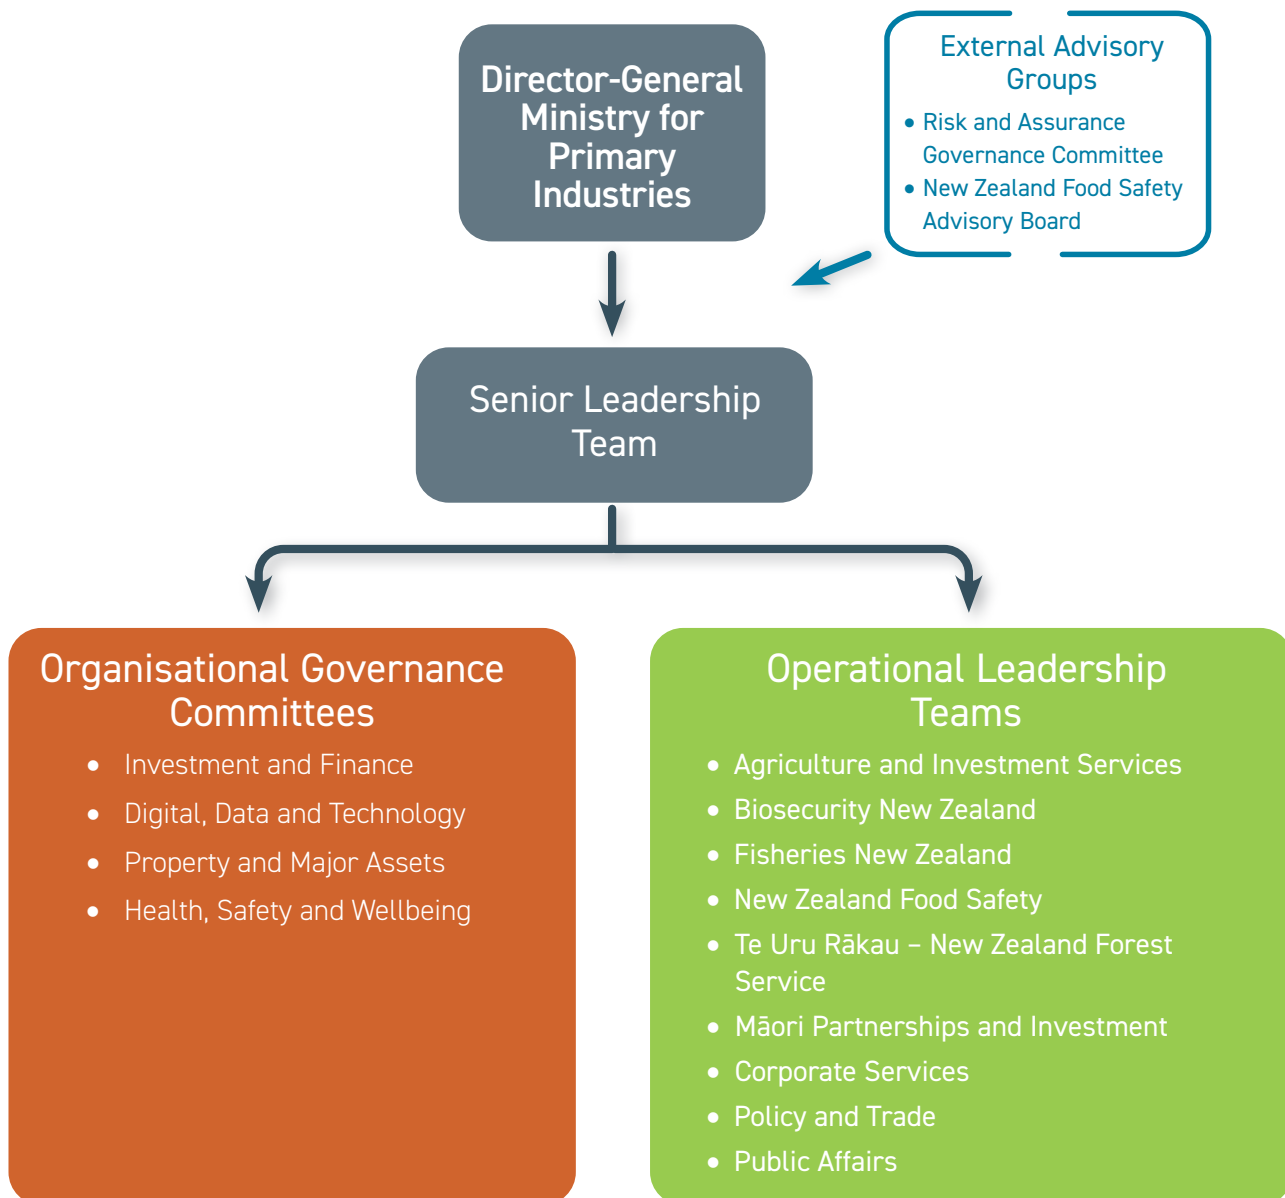 Director-General
Ministry for
Primary
Industries
External Advisory
Groups
• Risk and Assurance
Governance Committee
• New Zealand Food Safety
Advisory Board
Senior Leadership
Team
Organisational Governance
Committees
• Investment and Finance
• Digital, Data and Technology
• Property and Major Assets
• Health, Safety and Wellbeing
Operational Leadership
Teams
• Agriculture and Investment Services
• Biosecurity New Zealand
• Fisheries New Zealand
• New Zealand Food Safety
• Te Uru Rākau – New Zealand Forest
Service
• Māori Partnerships and Investment
• Corporate Services
• Policy and Trade
• Public Affairs